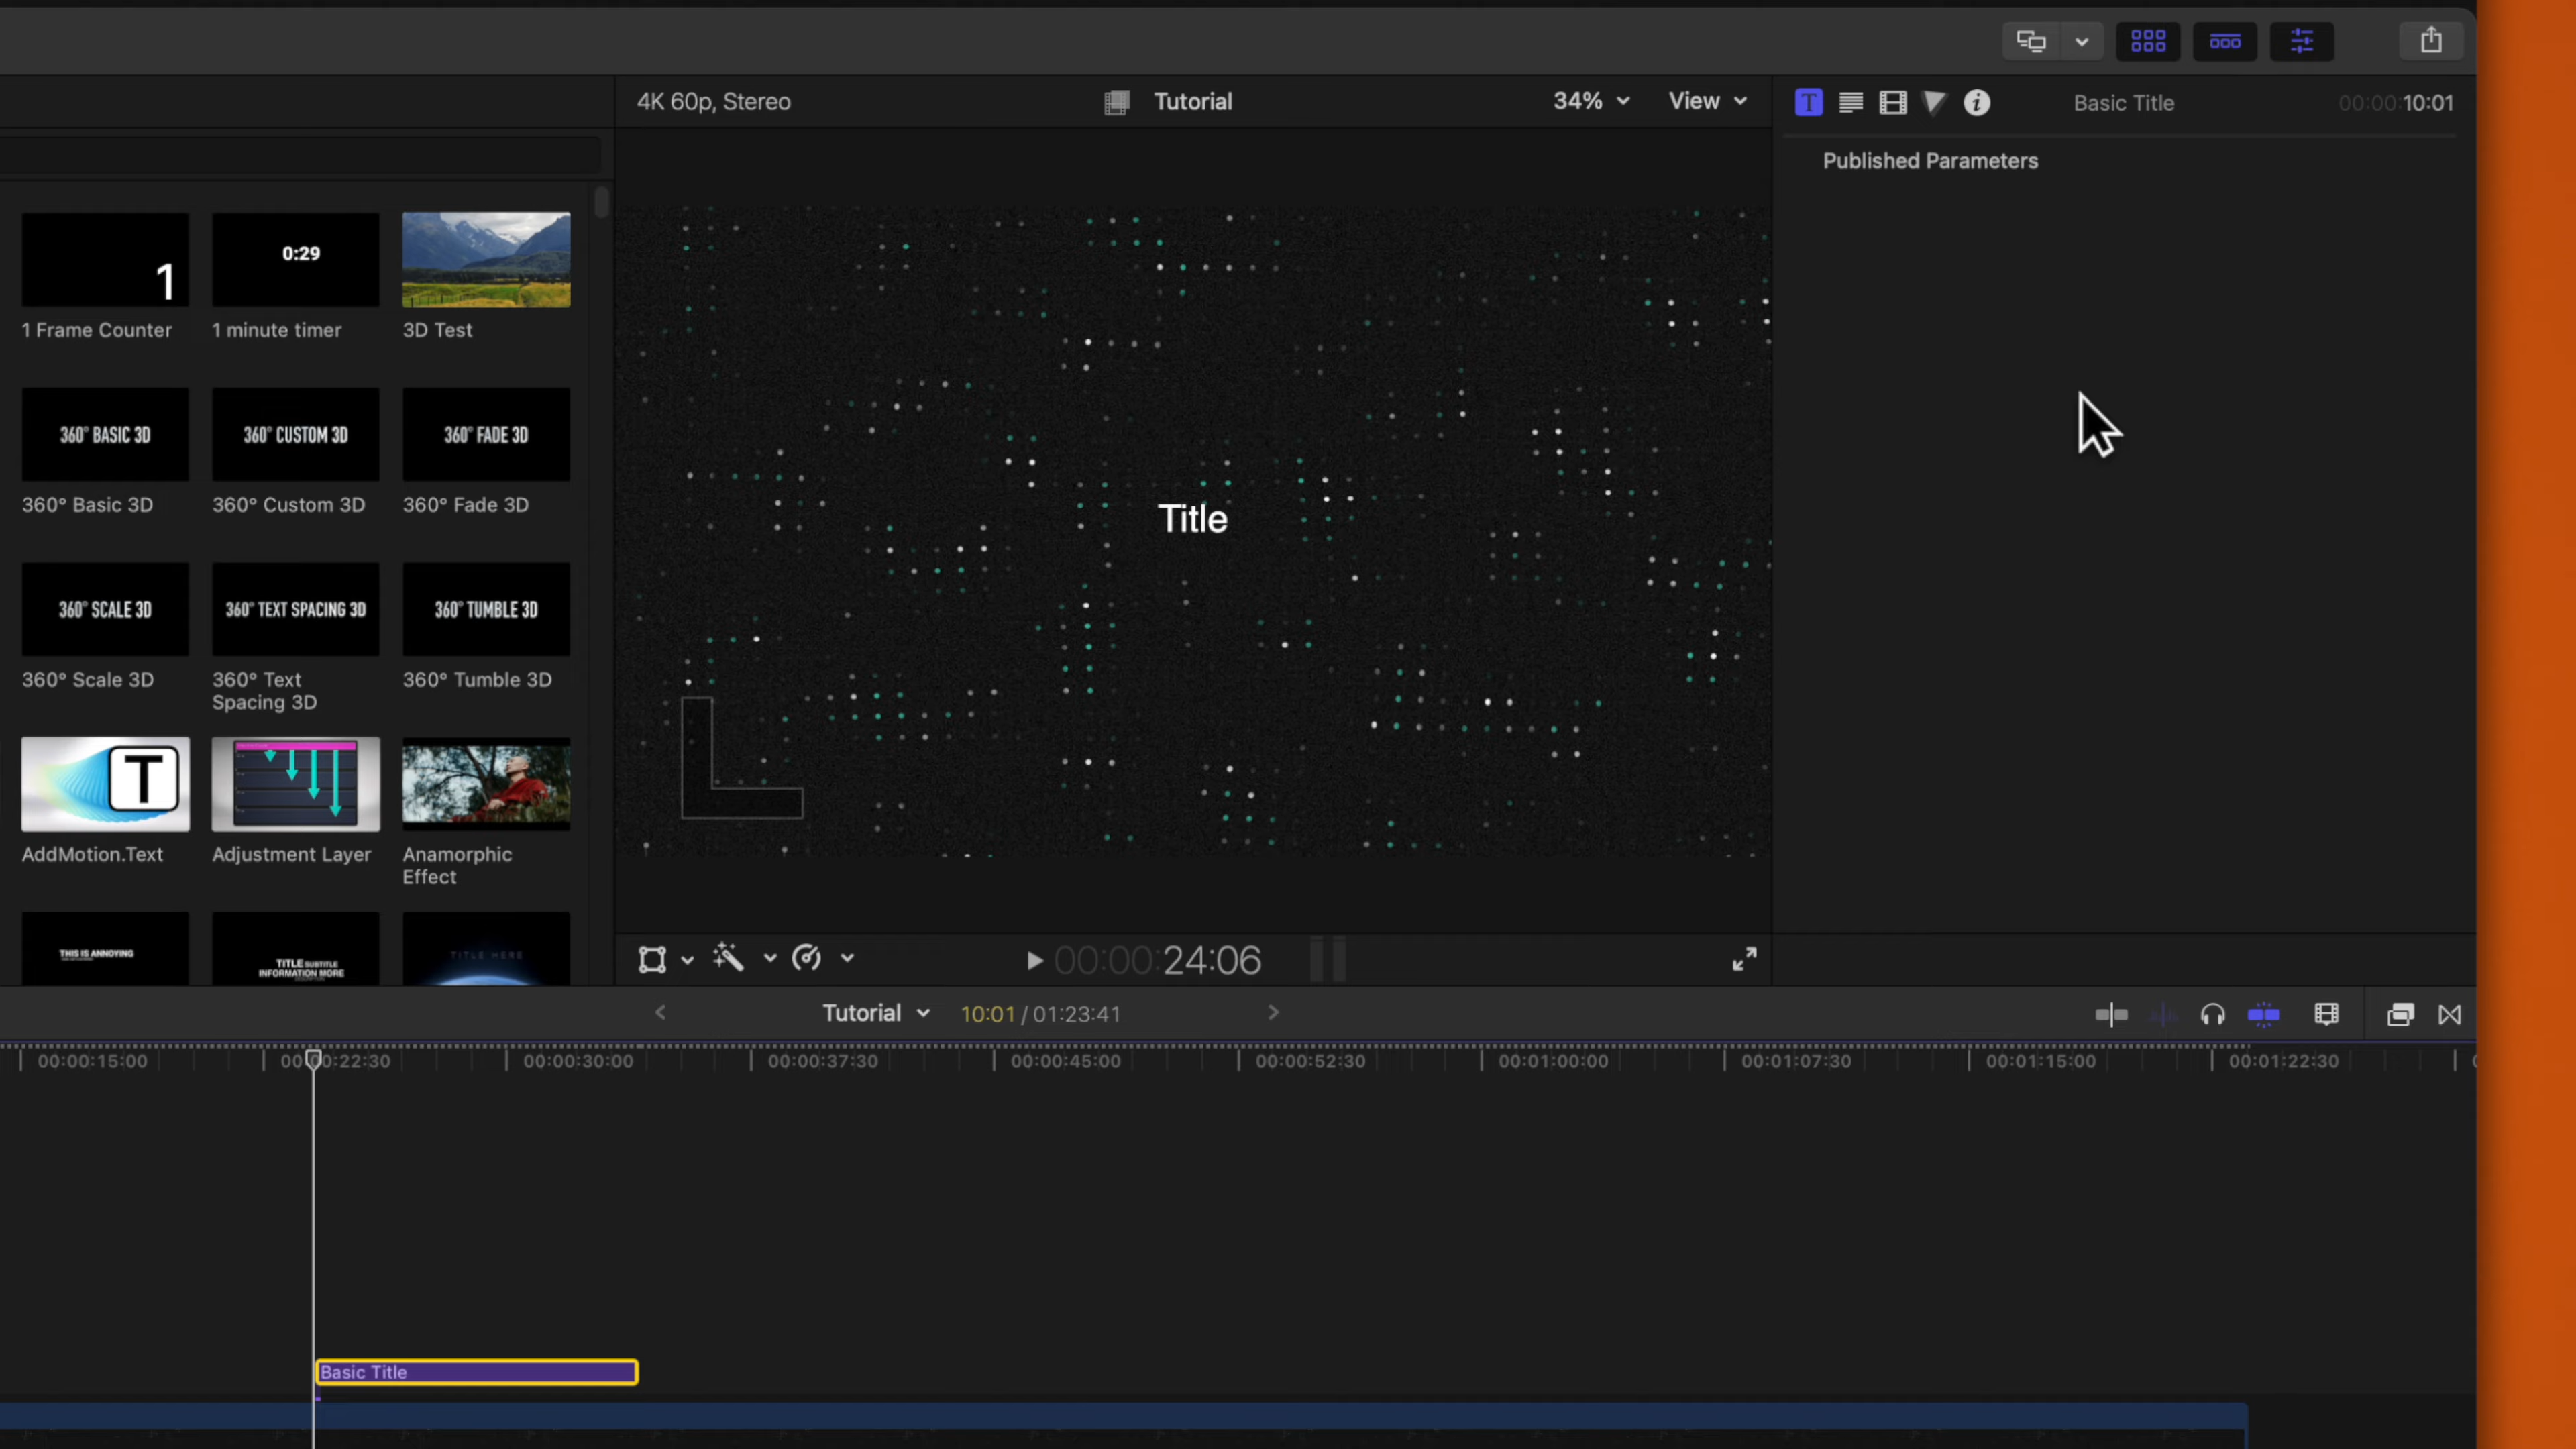 4K 60p, Stereo
Tutorial
34%
View
T
i
Basic Title
00:00:10:01
Published Parameters
1
1 Frame Counter
0:29
1 minute timer
3D Test
360° BASIC 3D
360° CUSTOM 3D
360° FADE 3D
360° Basic 3D
360° Custom 3D
360° Fade 3D
360° SCALE 3D
360° TEXT SPACING 3D
360° TUMBLE 3D
360° Scale 3D
360° Text
Spacing 3D
360° Tumble 3D
T
AddMotion.Text
Adjustment Layer
Anamorphic
Effect
THIS IS ANNOYING
TITLE SUBTITLE
INFORMATION MORE
TITLE HERE
Title
00:00:24:06
Tutorial
10:01 / 01:23:41
00:00:15:00
00:00:22:30
00:00:30:00
00:00:37:30
00:00:45:00
00:00:52:30
00:01:00:00
00:01:07:30
00:01:15:00
00:01:22:30
Basic Title